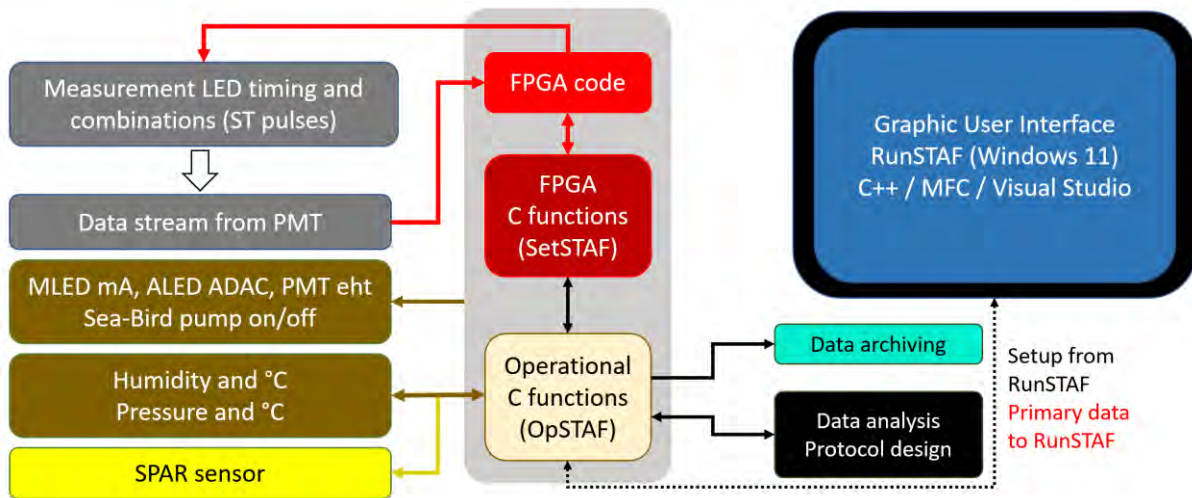 Measurement LED timing and
combinations (ST pulses)
Data stream from PMT
MLED mA, ALED ADAC, PMT eht
Sea-Bird pump on/off
Humidity and °C
Pressure and °C
SPAR sensor
FPGA code
FPGA
C functions
(SetSTAF)
Operational
C functions
(OpSTAF)
Graphic User Interface
RunSTAF (Windows 11)
C++ / MFC / Visual Studio
Data archiving
Data analysis
Protocol design
Setup from
RunSTAF
Primary data
to RunSTAF